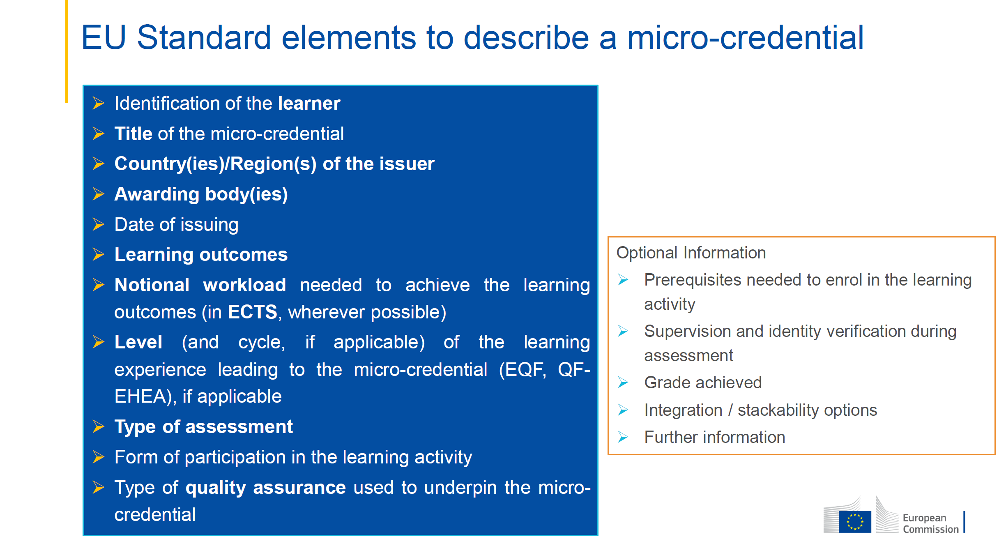 EU Standard elements to describe a micro-credential
Identification of the learner
Title of the micro-credential
Country(ies)/Region(s) of the issuer
Awarding body(ies)
Date of issuing
Learning outcomes
Notional workload needed to achieve the learning
outcomes (in ECTS, wherever possible)
Level (and cycle, if applicable) of the learning
experience leading to the micro-credential (EQF, QF-
EHEA), if applicable
Type of assessment
Form of participation in the learning activity
Type of quality assurance used to underpin the micro-
credential
Optional Information
Prerequisites needed to enrol in the learning
activity
Supervision and identity verification during
assessment
Grade achieved
Integration / stackability options
Further information
European
Commission